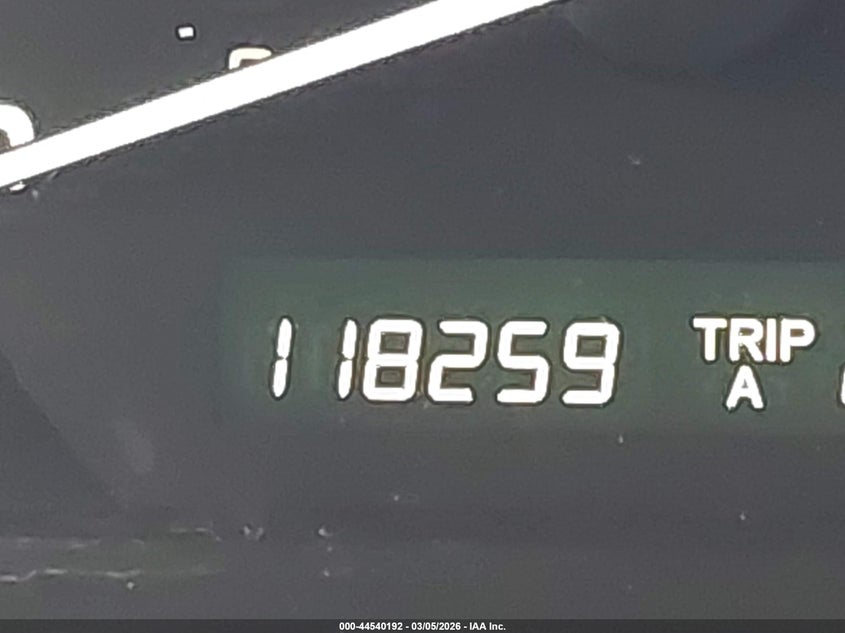 118259 TRIP
A
000-44540192 - 03/05/2026 - IAA Inc.